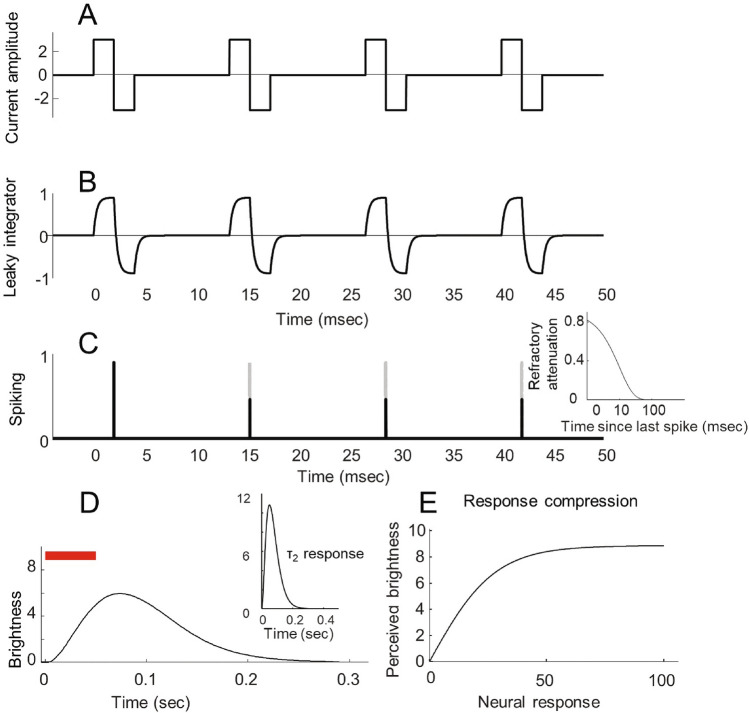 A
Current amplitude
2
0
-2
B
Leaky integrator
1
0
-1
0 5 10 15 20 25 30 35 40 45 50
Time (msec)
C
Spiking
1
0
0 5 10 15 20 25 30 35 40 45 50
Time (msec)
Refractory
attenuation
0.8
0.4
0
0 10 100
Time since last spike (msec)
D
Brightness
8
4
0
0 0.1 0.2 0.3
Time (sec)
12
6
0
τ2 response
0 0.2 0.4
Time (sec)
E Response compression
Perceived brightness
10
8
6
4
2
0
0 50 100
Neural response